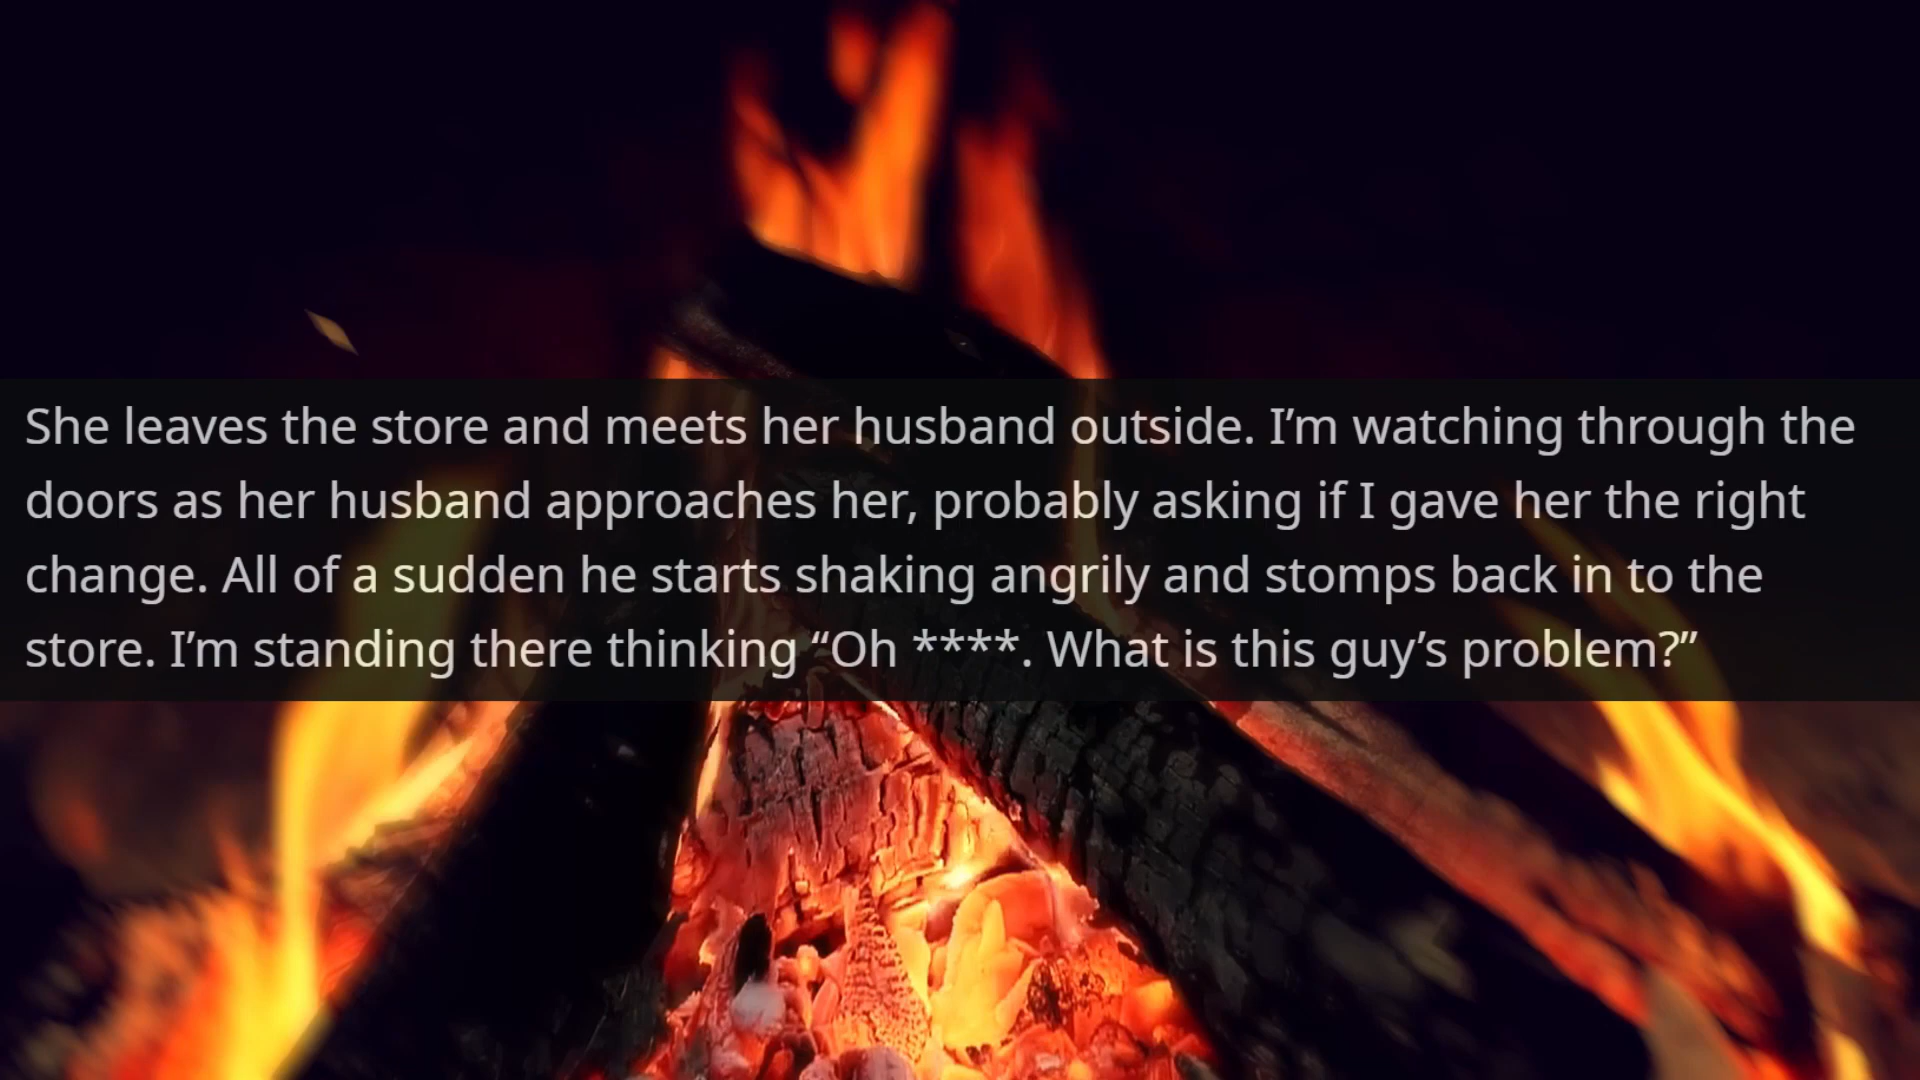 She leaves the store and meets her husband outside. I’m watching through the
doors as her husband approaches her, probably asking if I gave her the right
change. All of a sudden he starts shaking angrily and stomps back in to the
store. I’m standing there thinking “Oh ****. What is this guy’s problem?”